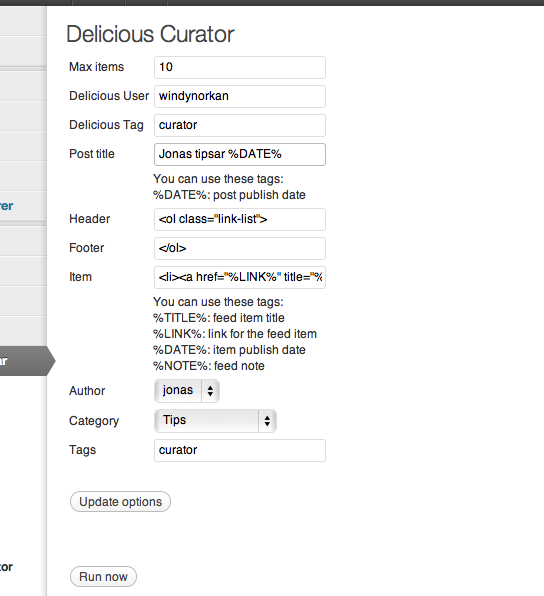 Delicious Curator
Max items 10
Delicious User windynorkan
Delicious Tag curator
Post title Jonas tipsar %DATE%
You can use these tags:
%DATE%: post publish date
Header <ol class="link-list">
Footer </ol>
Item <li><a href="%LINK%" title="%
You can use these tags:
%TITLE%: feed item title
%LINK%: link for the feed item
%DATE%: item publish date
%NOTE%: feed note
Author jonas
Category Tips
Tags curator
Update options
Run now